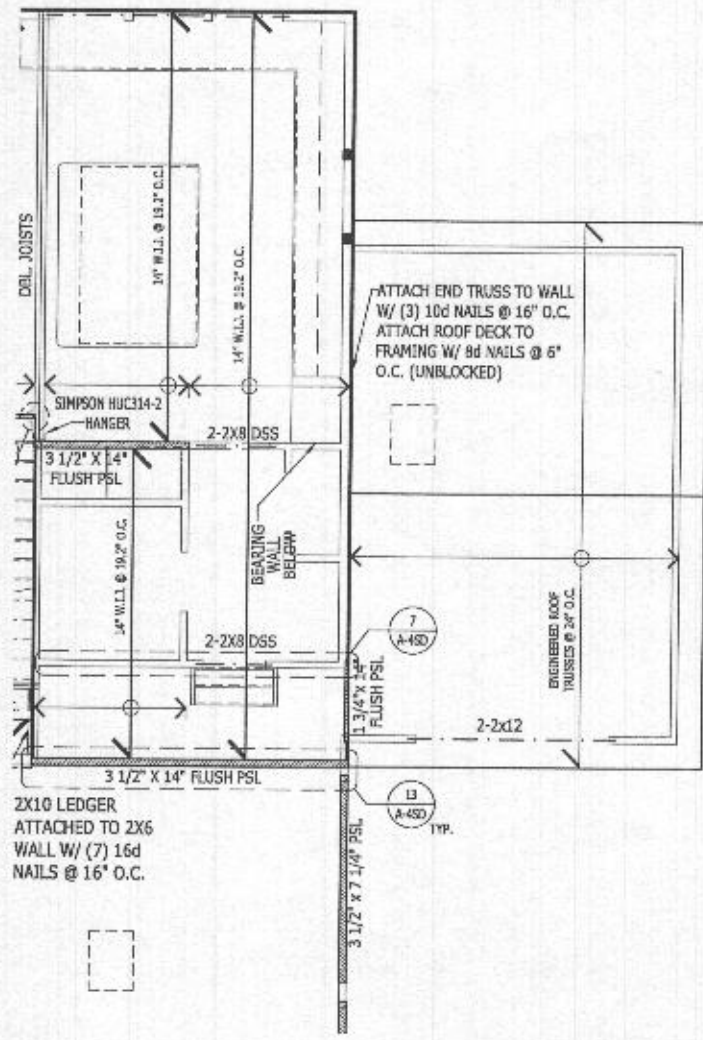 DBL JOISTS
14" W.I.J. @ 19.2" O.C.
14" W.I.J. @ 19.2" O.C.
ATTACH END TRUSS TO WALL
W/ (3) 10d NAILS @ 16" O.C.
ATTACH ROOF DECK TO
FRAMING W/ 8d NAILS @ 6"
O.C. (UNBLOCKED)
SIMPSON HUC314-2
HANGER
2-2X8 DSS
3 1/2" X 14"
FLUSH PSL
14" W.I.J. @ 19.2" O.C.
BEARING
WALL
BELOW
2-2X8 DSS
7
A-4SD
1 3/4" X 14"
FLUSH PSL
ENGINEERED ROOF
TRUSSES @ 24" O.C.
2-2x12
3 1/2" X 14" FLUSH PSL
13
A-4SD
TYP.
2X10 LEDGER
ATTACHED TO 2X6
WALL W/ (7) 16d
NAILS @ 16" O.C.
3 1/2" x 7 1/4" PSL